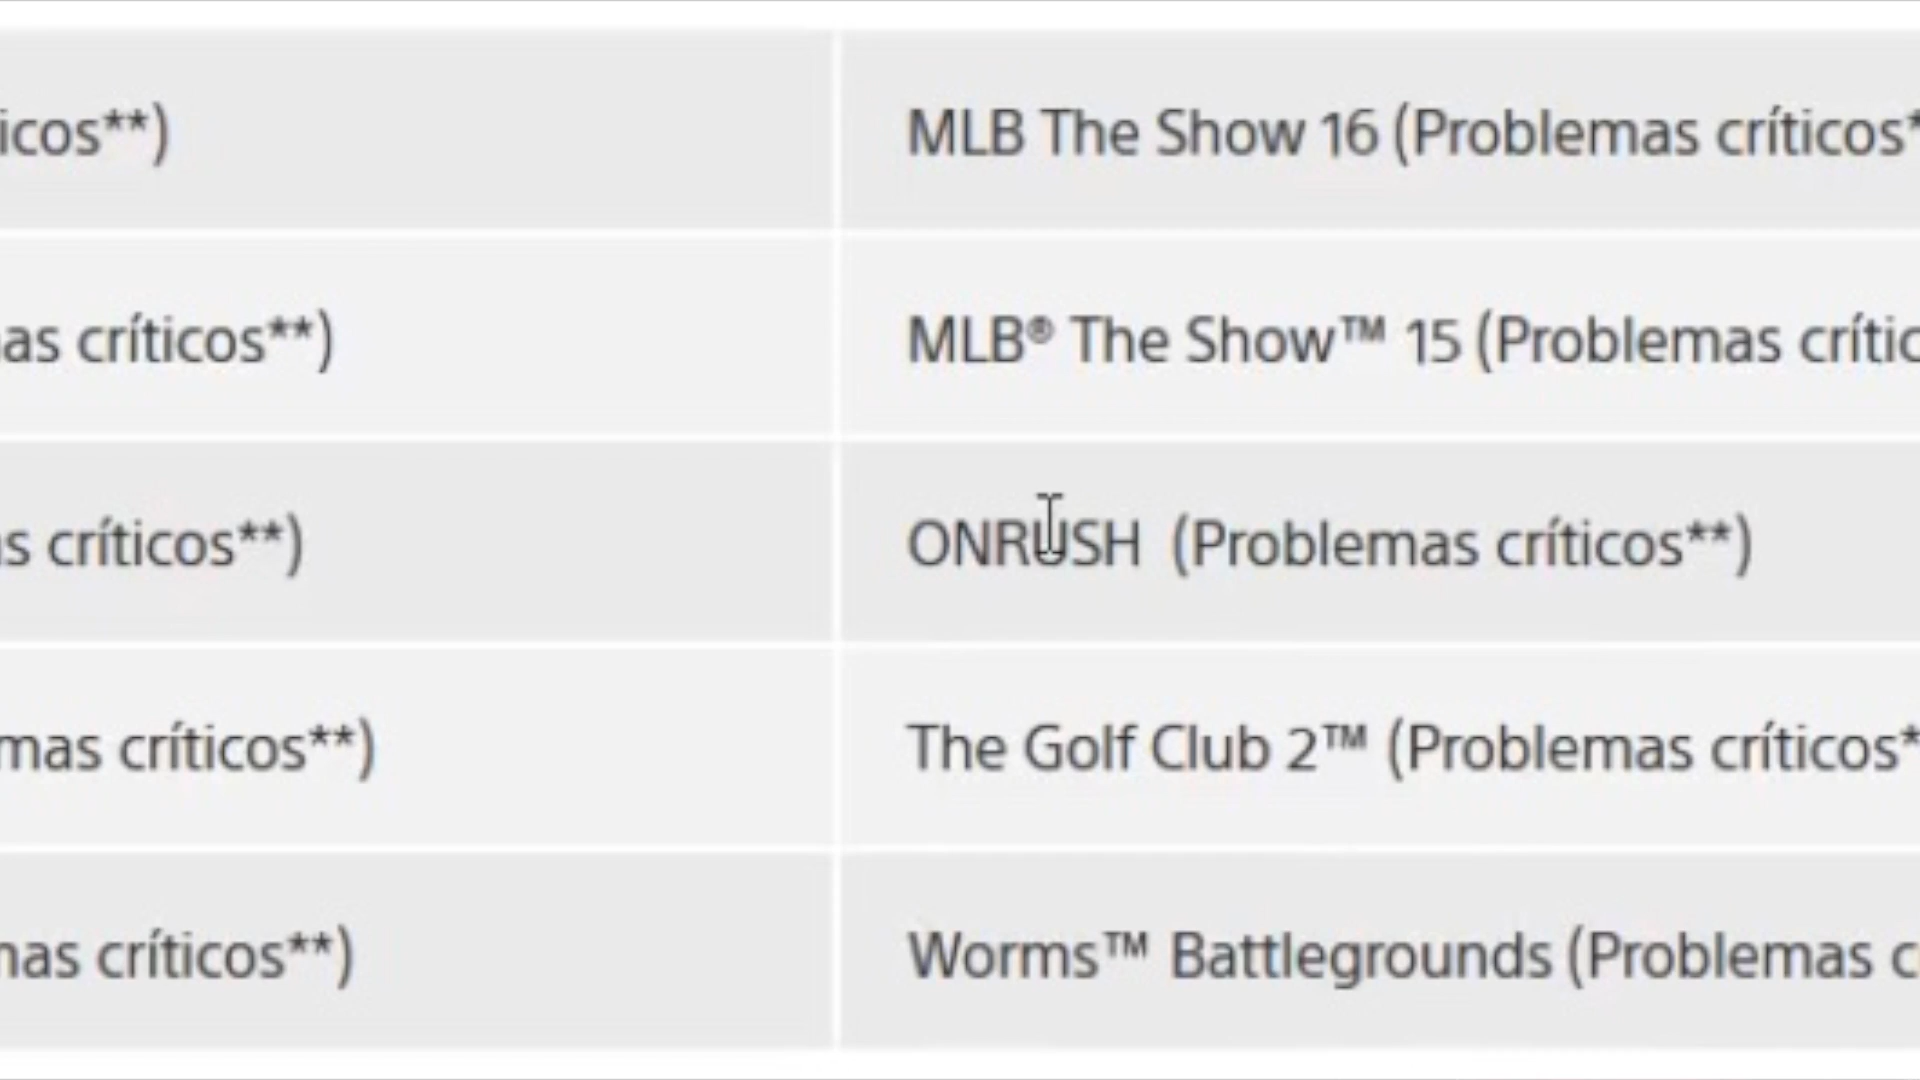 icos**) MLB The Show 16 (Problemas críticos*
as críticos**) MLB® The Show™ 15 (Problemas crític
s críticos**) ONRUSH (Problemas críticos**)
mas críticos**) The Golf Club 2™ (Problemas críticos*
mas críticos**) Worms™ Battlegrounds (Problemas c